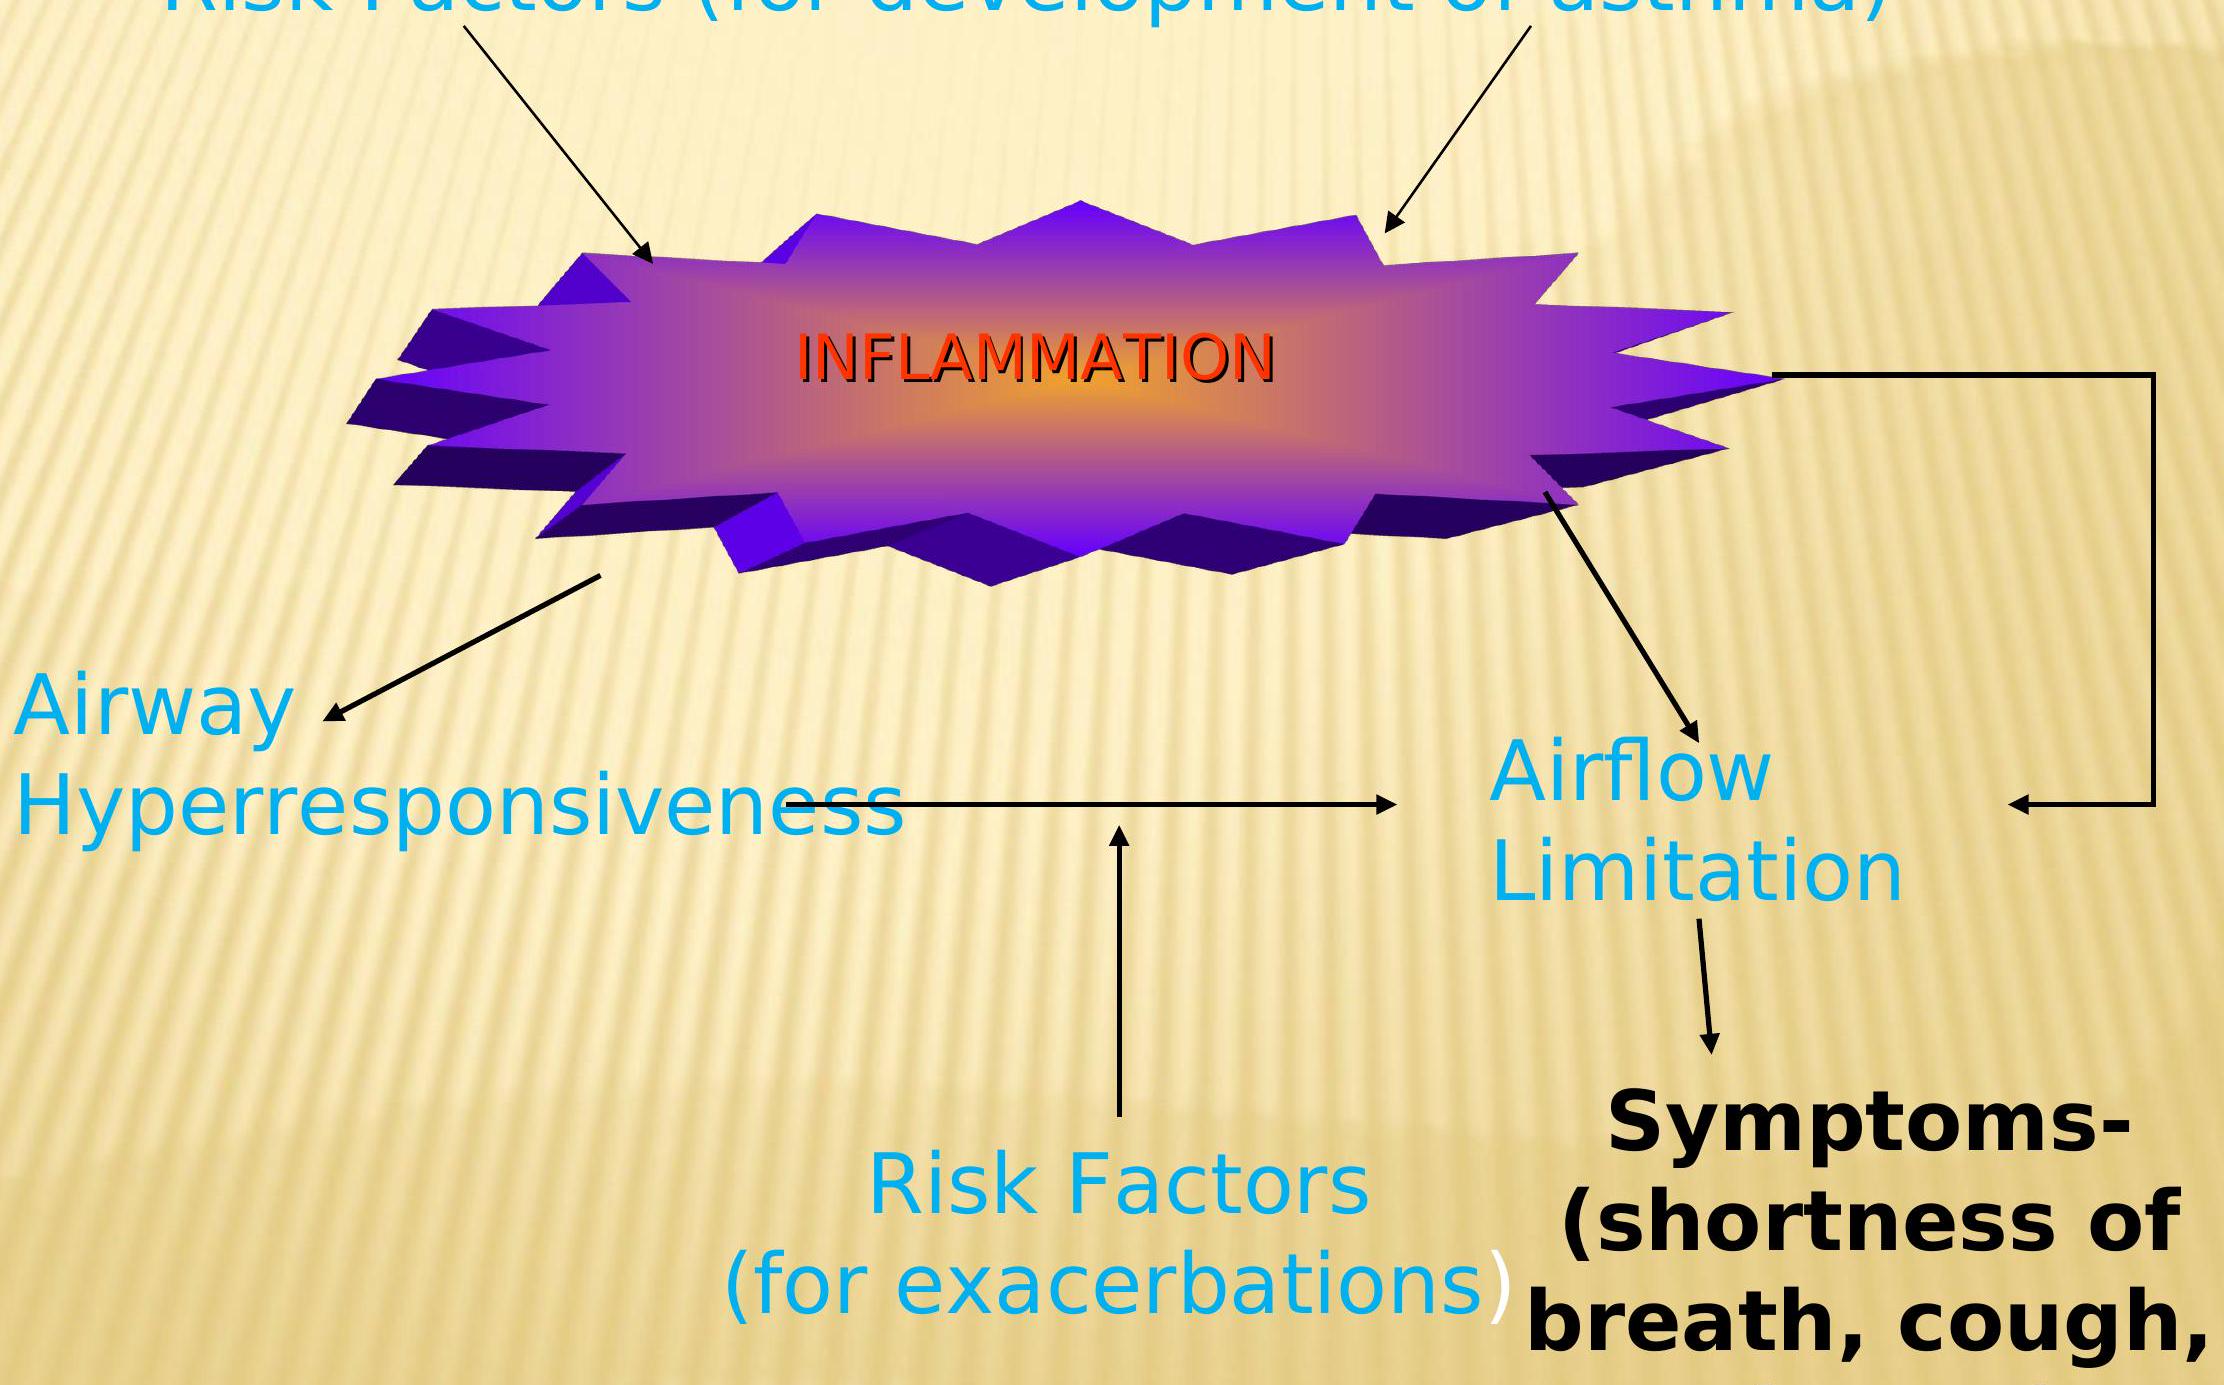 Risk Factors (for development of asthma)
INFLAMMATION
Airway
Hyperresponsiveness
Airflow
Limitation
Risk Factors
(for exacerbations)
Symptoms-
(shortness of
breath, cough,